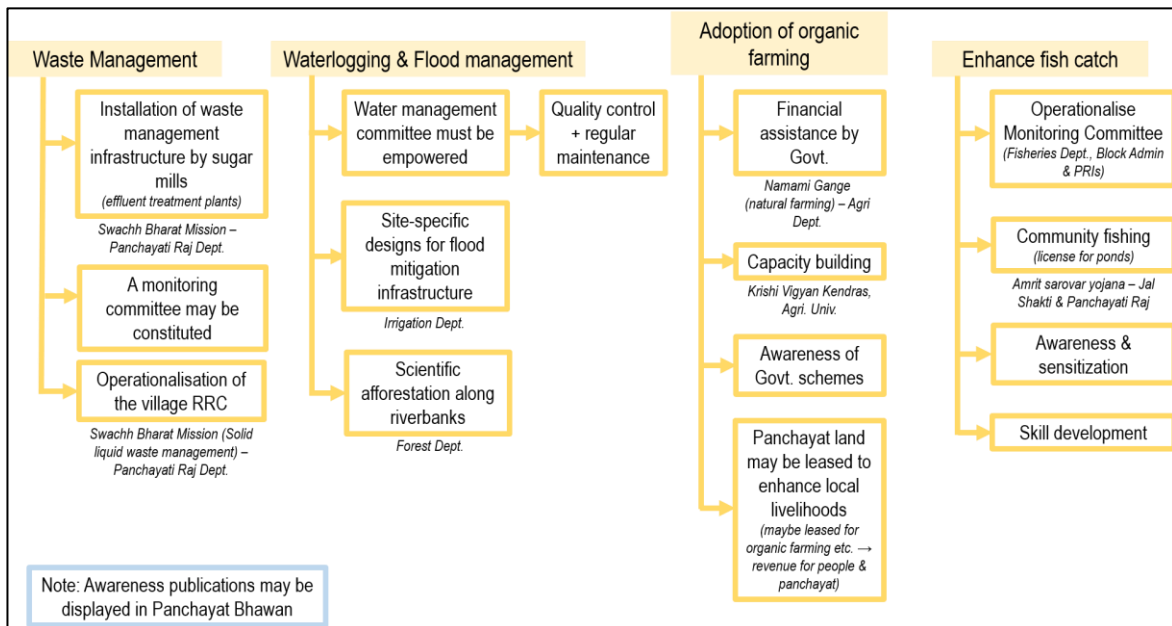 Waste Management
Installation of
waste management
infrastructure by sugar
mills
(effluent treatment plants)
Swachh Bharat Mission –
Panchayati Raj Dept.
A monitoring
committee may be
constituted
Operationalisation of
the village RRC
Swachh Bharat Mission (Solid
liquid waste management) –
Panchayati Raj Dept.
Waterlogging & Flood management
Water management
committee must be
empowered
Quality control
+ regular
maintenance
Site-specific
designs for flood
mitigation
infrastructure
Irrigation Dept.
Scientific
afforestation along
riverbanks
Forest Dept.
Adoption of organic
farming
Financial
assistance by
Govt.
Namami Gange
(natural farming) – Agri
Dept.
Capacity building
Krishi Vigyan Kendras,
Agri. Univ.
Awareness of
Govt. schemes
Panchayat land
may be leased to
enhance local
livelihoods
(maybe leased for
organic farming etc. →
revenue for people &
panchayat)
Enhance fish catch
Operationalise
Monitoring Committee
(Fisheries Dept., Block Admin
& PRIs)
Community fishing
(license for ponds)
Amrit sarovar yojana – Jal
Shakti & Panchayati Raj
Awareness &
sensitization
Skill development
Note: Awareness publications may be
displayed in Panchayat Bhawan